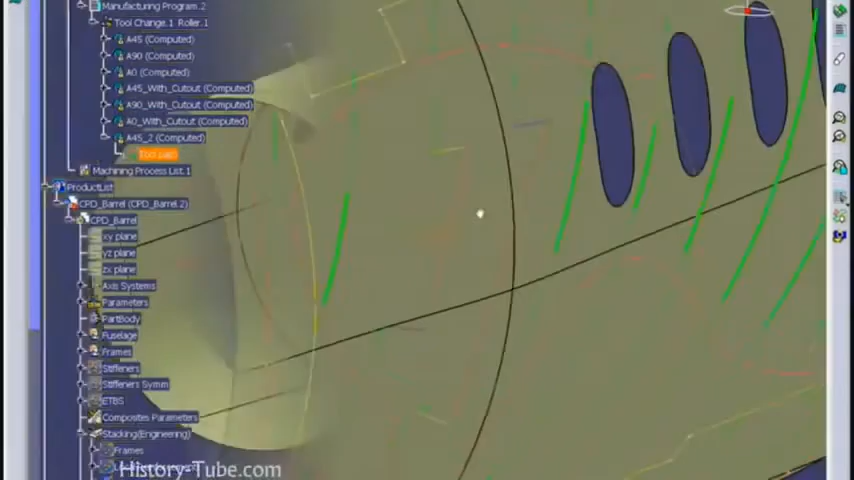 Manufacturing Program.2
Tool Change.1 Roller.1
A45 (Computed)
A90 (Computed)
A0 (Computed)
A45_With_Cutout (Computed)
A90_With_Cutout (Computed)
A0_With_Cutout (Computed)
A45_2 (Computed)
Tool path
Machining Process List.1
ProductList
CPD_Barrel (CPD_Barrel.2)
CPD_Barrel
xy plane
yz plane
zx plane
Axis Systems
Parameters
PartBody
Fuselage
Frames
Stiffeners
Stiffeners Symm
ETBS
Composites Parameters
Stacking(Engineering)
Frames
History-Tube.com